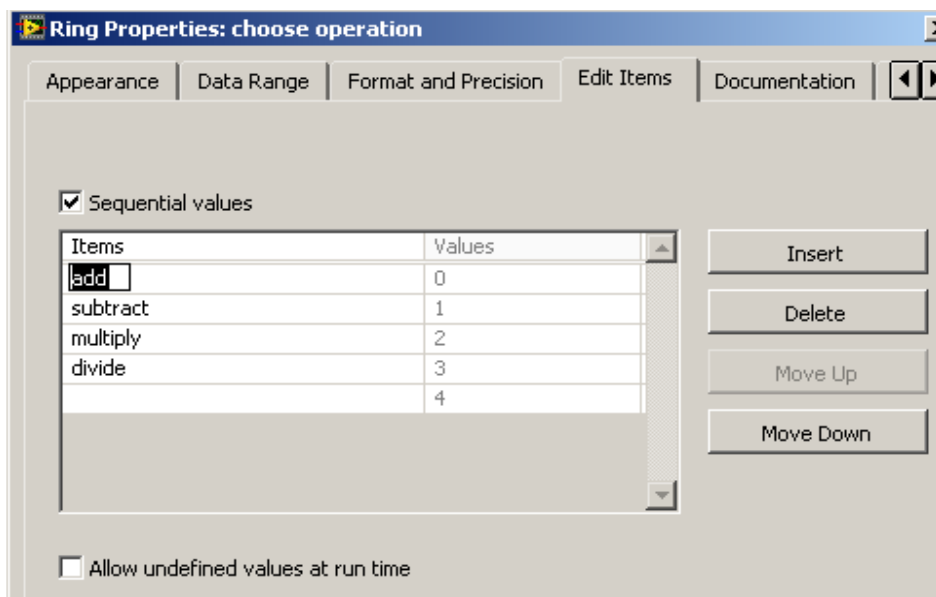 Ring Properties: choose operation
Appearance
Data Range
Format and Precision
Edit Items
Documentation
Sequential values
Items Values
add 0
subtract 1
multiply 2
divide 3
4
Insert
Delete
Move Up
Move Down
Allow undefined values at run time